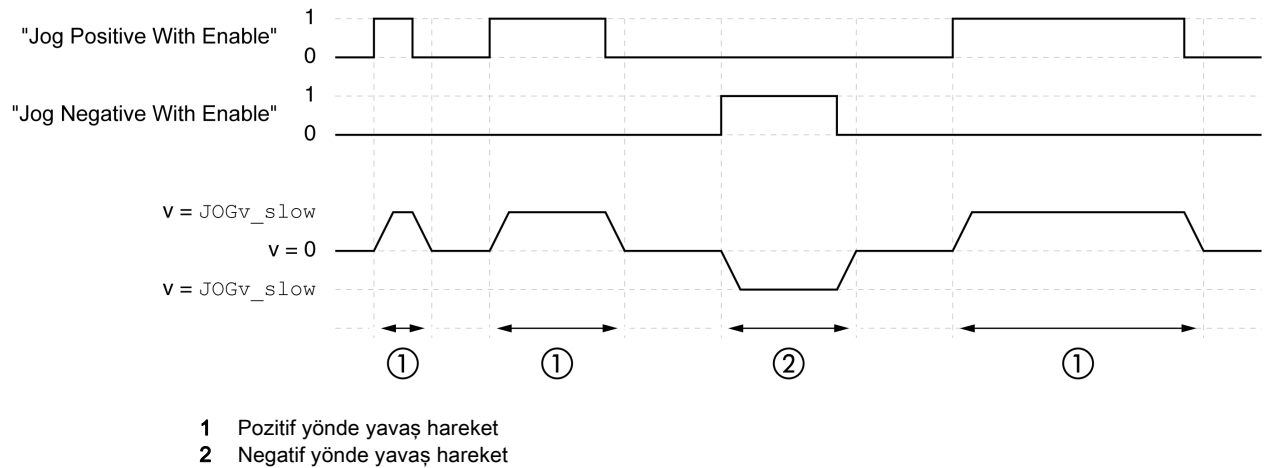 "Jog Positive With Enable"
1
0
"Jog Negative With Enable"
1
0
v = JOGv_slow
v = 0
v = JOGv_slow
1 1 2 1
1 Pozitif yönde yavaş hareket
2 Negatif yönde yavaş hareket